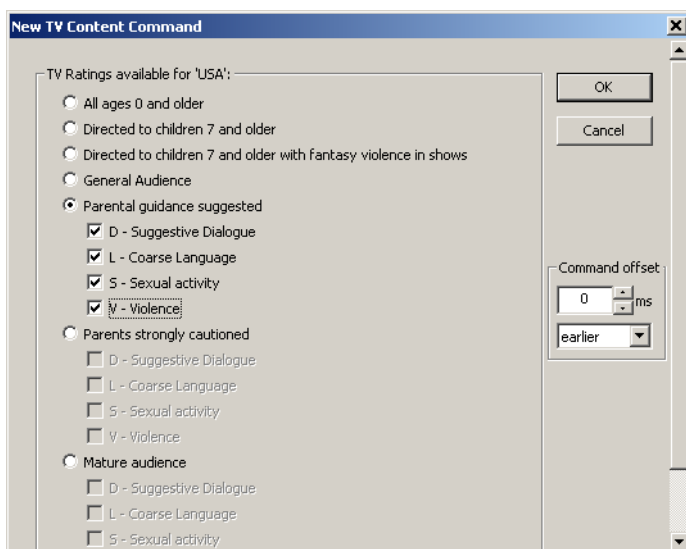 New TV Content Command
TV Ratings available for 'USA':
All ages 0 and older
Directed to children 7 and older
Directed to children 7 and older with fantasy violence in shows
General Audience
Parental guidance suggested
D - Suggestive Dialogue
L - Coarse Language
S - Sexual activity
V - Violence
Parents strongly cautioned
D - Suggestive Dialogue
L - Coarse Language
S - Sexual activity
V - Violence
Mature audience
D - Suggestive Dialogue
L - Coarse Language
S - Sexual activity
OK
Cancel
Command offset
0 ms
earlier